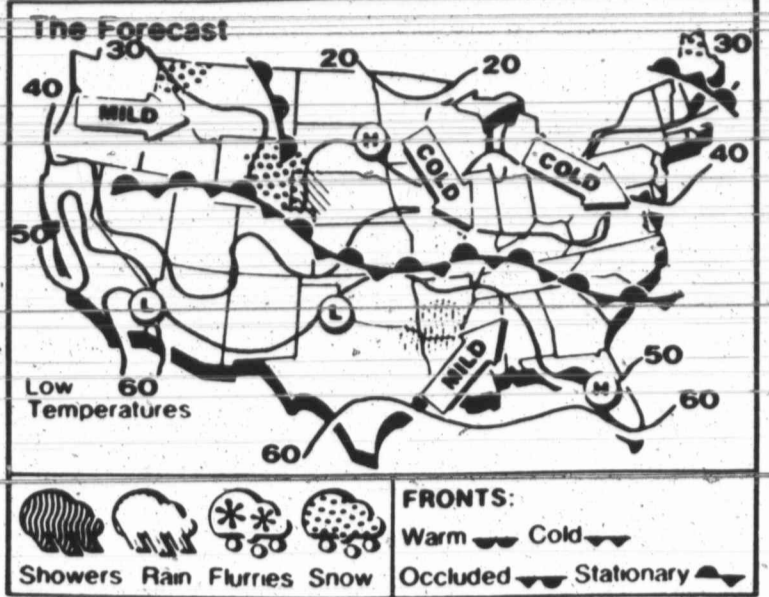 The Forecast
30
20
20
30
40
MILD
H
COLD
COLD
40
50
L
L
MILD
H
50
60
60
60
Low
Temperatures
Showers Rain Flurries Snow
FRONTS:
Warm Cold
Occluded Stationary